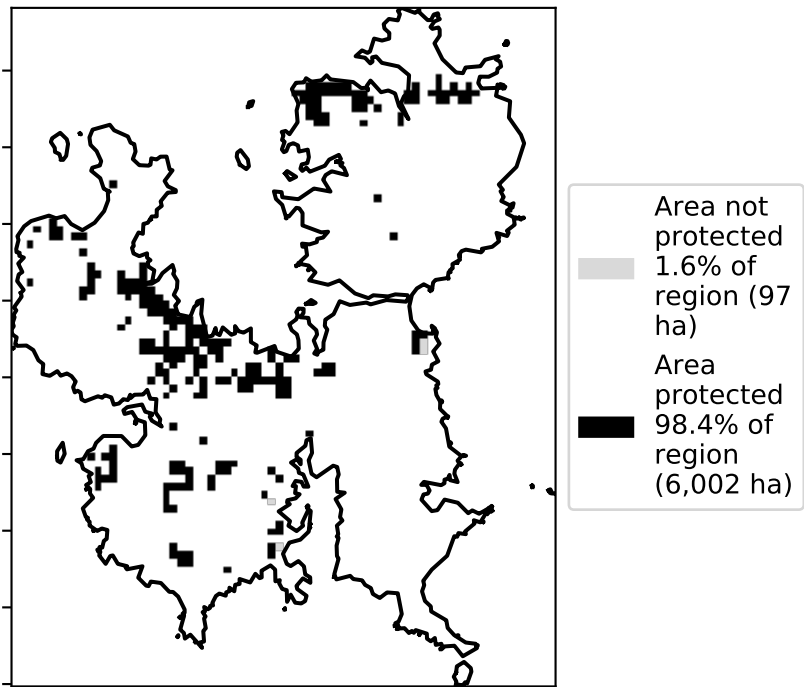 Area not
protected
1.6% of
region (97
ha)
Area
protected
98.4% of
region
(6,002 ha)